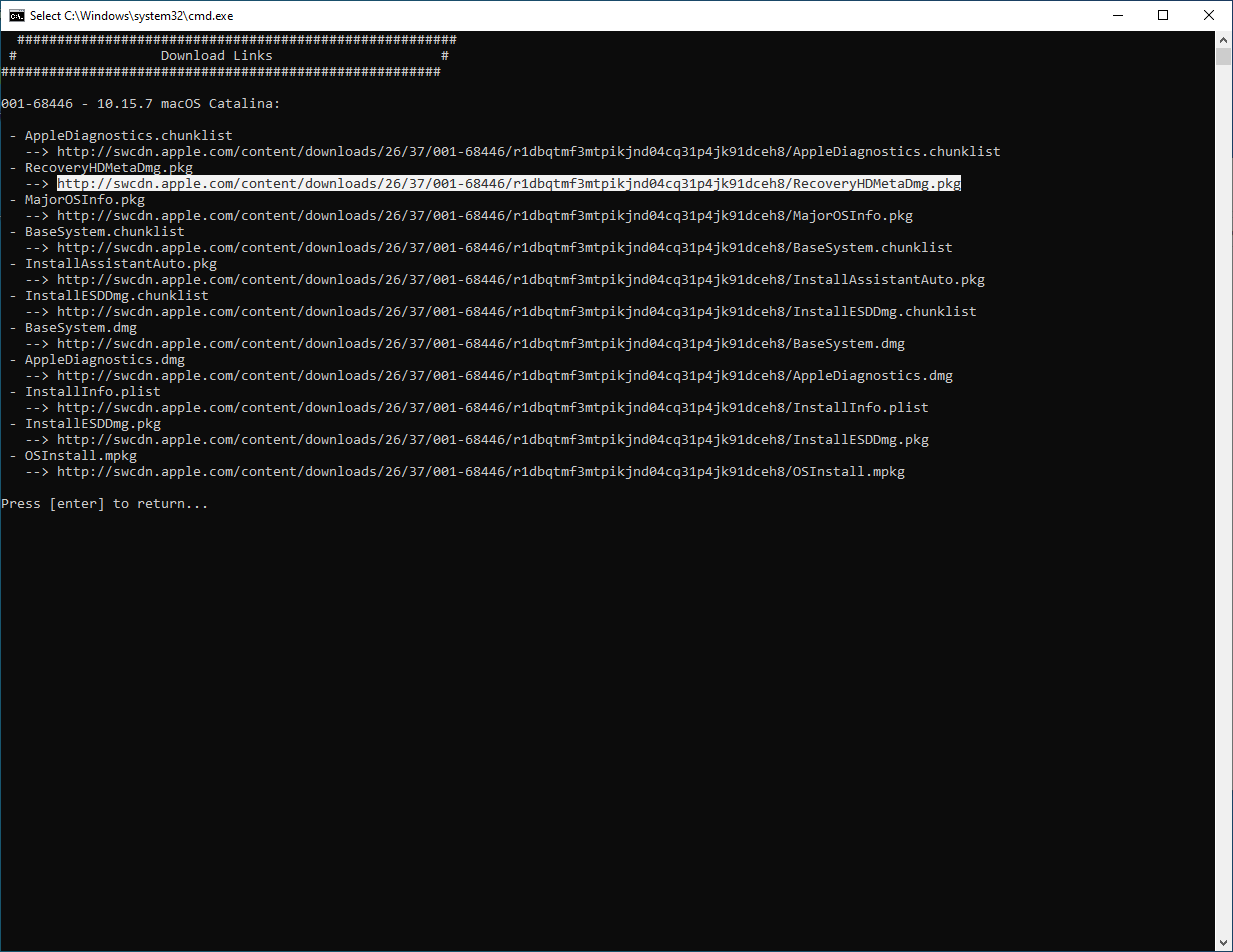 Select C:\Windows\system32\cmd.exe
#######################################################
# Download Links #
#######################################################
001-68446 - 10.15.7 macOS Catalina:
- AppleDiagnostics.chunklist
--> http://swcdn.apple.com/content/downloads/26/37/001-68446/r1dbqtmf3mtpikjnd04cq31p4jk91dceh8/AppleDiagnostics.chunklist
- RecoveryHDMetaDmg.pkg
--> http://swcdn.apple.com/content/downloads/26/37/001-68446/r1dbqtmf3mtpikjnd04cq31p4jk91dceh8/RecoveryHDMetaDmg.pkg
- MajorOSInfo.pkg
--> http://swcdn.apple.com/content/downloads/26/37/001-68446/r1dbqtmf3mtpikjnd04cq31p4jk91dceh8/MajorOSInfo.pkg
- BaseSystem.chunklist
--> http://swcdn.apple.com/content/downloads/26/37/001-68446/r1dbqtmf3mtpikjnd04cq31p4jk91dceh8/BaseSystem.chunklist
- InstallAssistantAuto.pkg
--> http://swcdn.apple.com/content/downloads/26/37/001-68446/r1dbqtmf3mtpikjnd04cq31p4jk91dceh8/InstallAssistantAuto.pkg
- InstallESDDmg.chunklist
--> http://swcdn.apple.com/content/downloads/26/37/001-68446/r1dbqtmf3mtpikjnd04cq31p4jk91dceh8/InstallESDDmg.chunklist
- BaseSystem.dmg
--> http://swcdn.apple.com/content/downloads/26/37/001-68446/r1dbqtmf3mtpikjnd04cq31p4jk91dceh8/BaseSystem.dmg
- AppleDiagnostics.dmg
--> http://swcdn.apple.com/content/downloads/26/37/001-68446/r1dbqtmf3mtpikjnd04cq31p4jk91dceh8/AppleDiagnostics.dmg
- InstallInfo.plist
--> http://swcdn.apple.com/content/downloads/26/37/001-68446/r1dbqtmf3mtpikjnd04cq31p4jk91dceh8/InstallInfo.plist
- InstallESDDmg.pkg
--> http://swcdn.apple.com/content/downloads/26/37/001-68446/r1dbqtmf3mtpikjnd04cq31p4jk91dceh8/InstallESDDmg.pkg
- OSInstall.mpkg
--> http://swcdn.apple.com/content/downloads/26/37/001-68446/r1dbqtmf3mtpikjnd04cq31p4jk91dceh8/OSInstall.mpkg
Press [enter] to return...